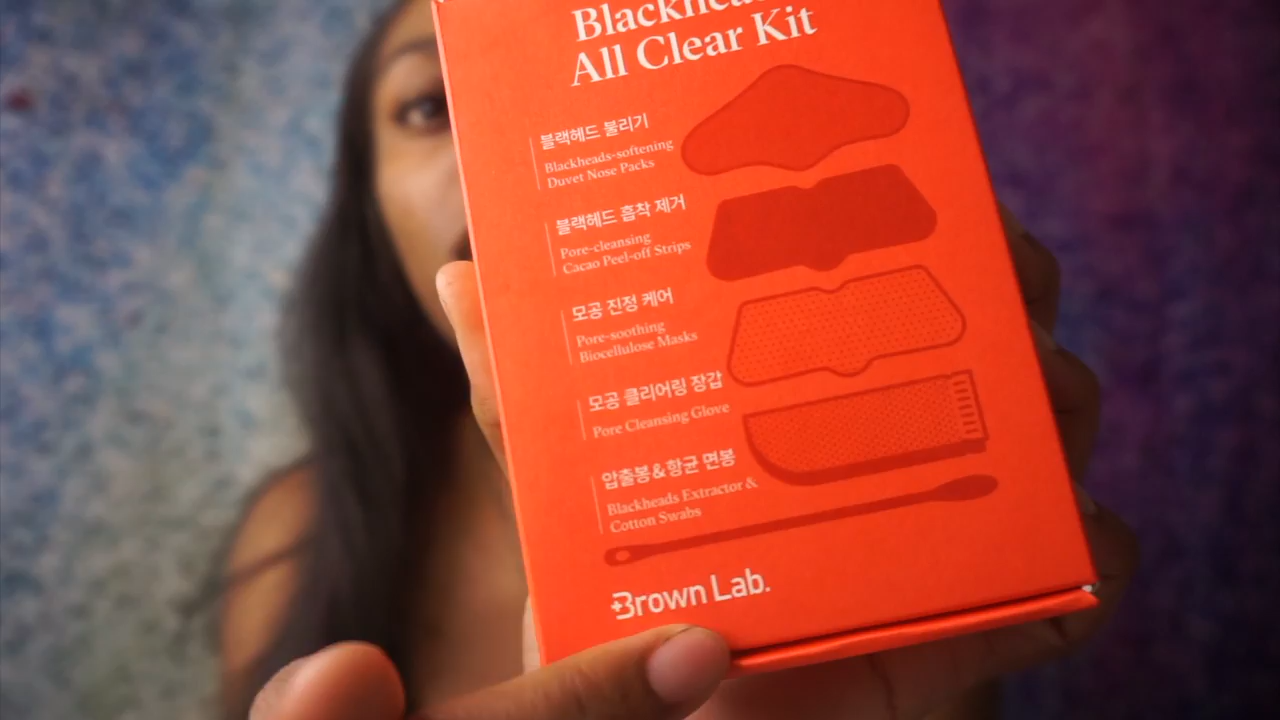 All Clear Kit
블랙헤드 불리기
Blackheads-softening
Duvet Nose Packs
블랙헤드 흡착 제거
Pore-cleansing
Cacao Peel-off Strips
모공 진정 케어
Pore-soothing
Biocellulose Masks
모공 클리어링 장갑
Pore Cleansing Glove
압출봉&항균 면봉
Blackheads Extractor &
Cotton Swabs
Brown Lab.